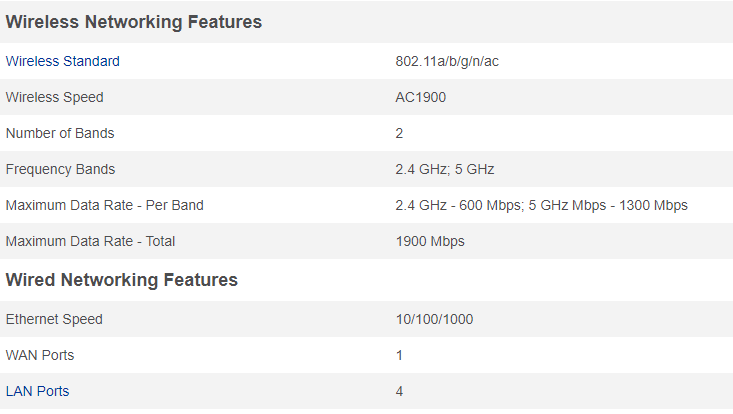 Wireless Networking Features
Wireless Standard 802.11a/b/g/n/ac
Wireless Speed AC1900
Number of Bands 2
Frequency Bands 2.4 GHz; 5 GHz
Maximum Data Rate - Per Band 2.4 GHz - 600 Mbps; 5 GHz Mbps - 1300 Mbps
Maximum Data Rate - Total 1900 Mbps
Wired Networking Features
Ethernet Speed 10/100/1000
WAN Ports 1
LAN Ports 4